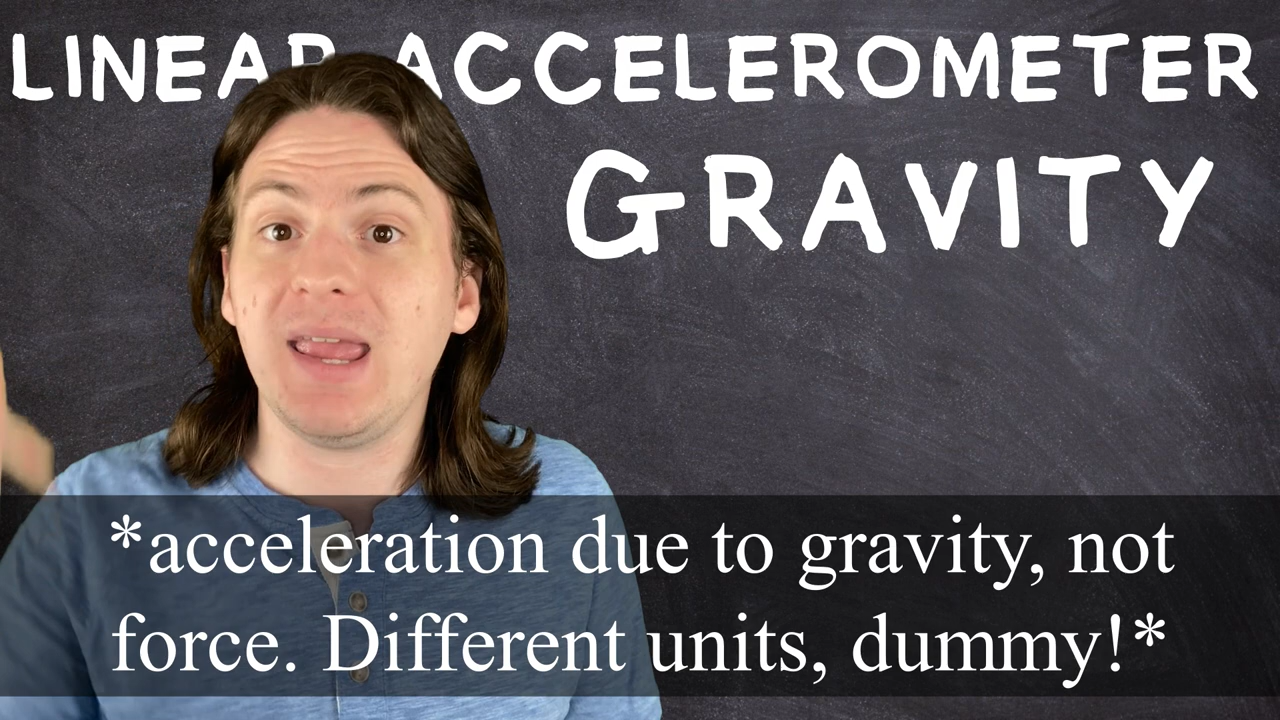 LINEAR ACCELEROMETER
GRAVITY
*acceleration due to gravity, not
force. Different units, dummy!*